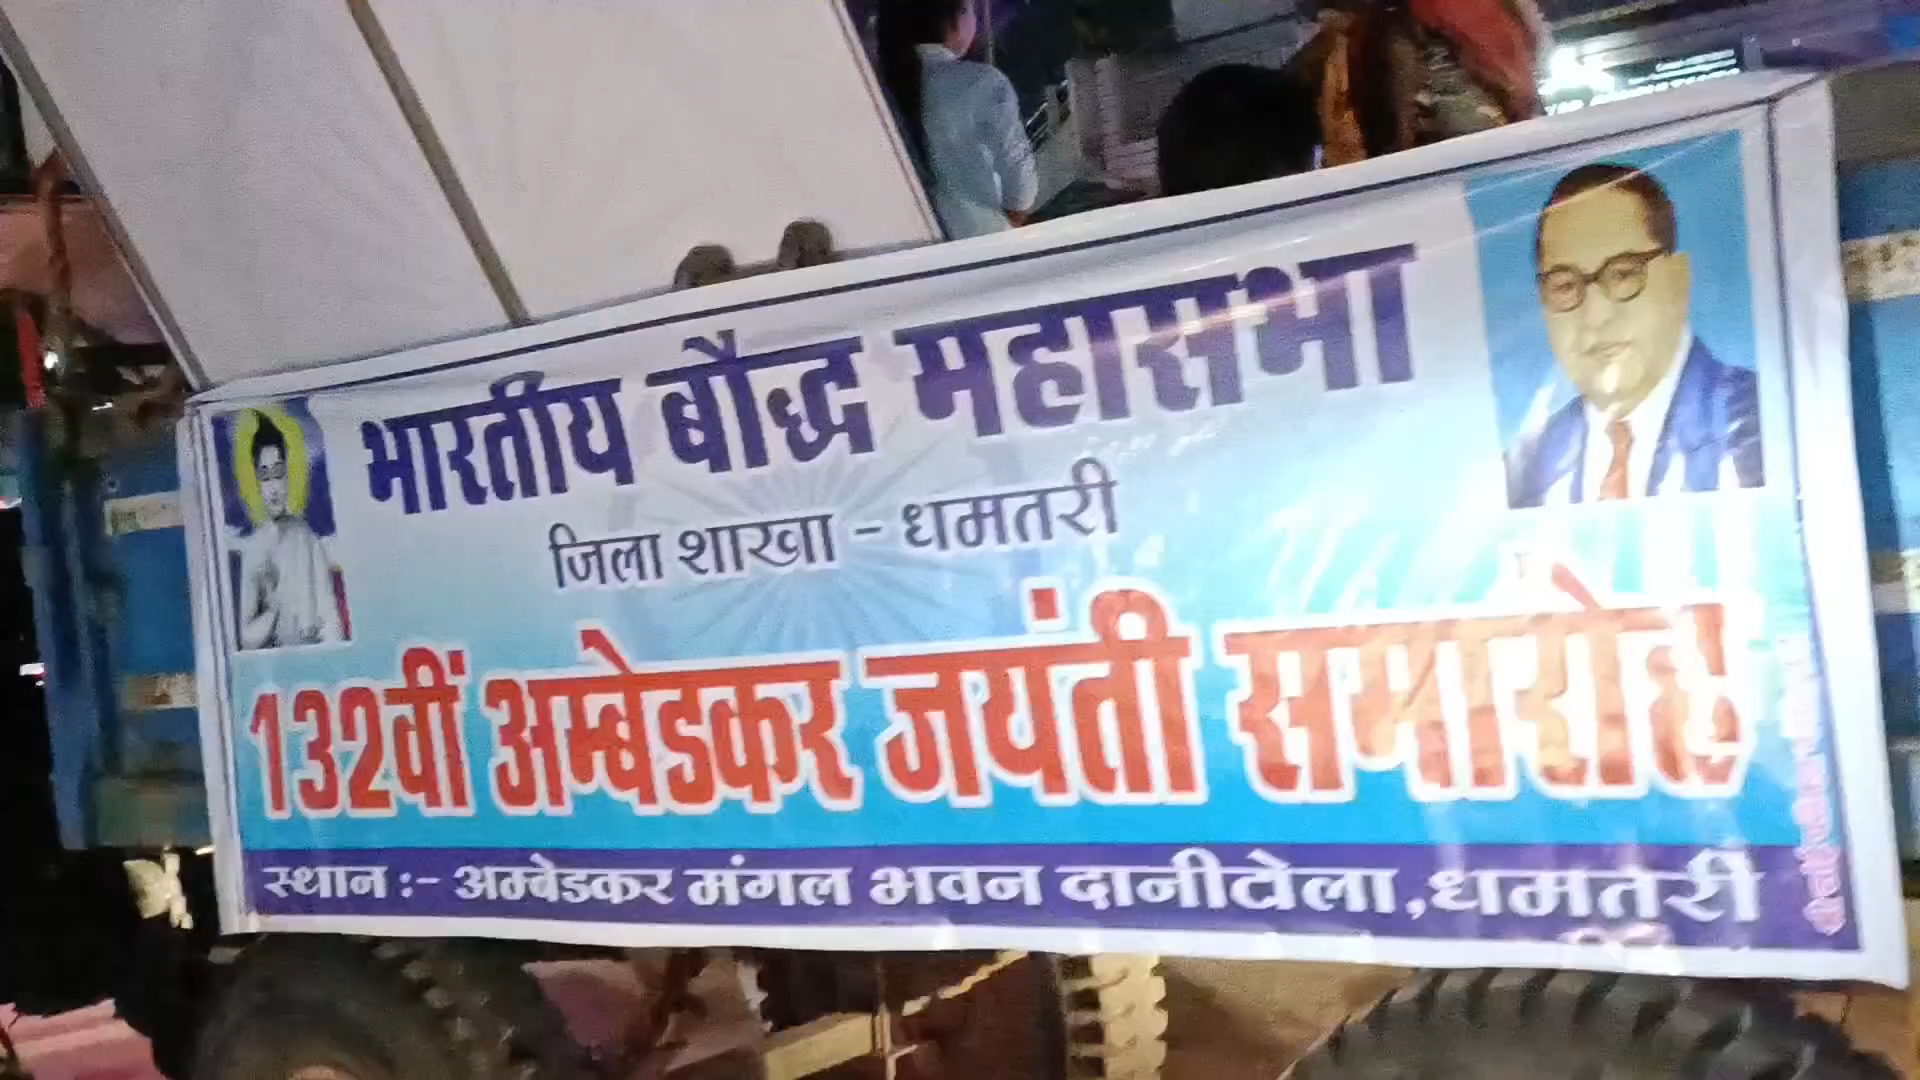 भारतीय बौद्ध महासभा
जिला शाखा - धमतरी
132वीं अम्बेडकर जयंती समारोह
स्थान :- अम्बेडकर मंगल भवन दानीटोला, धमतरी